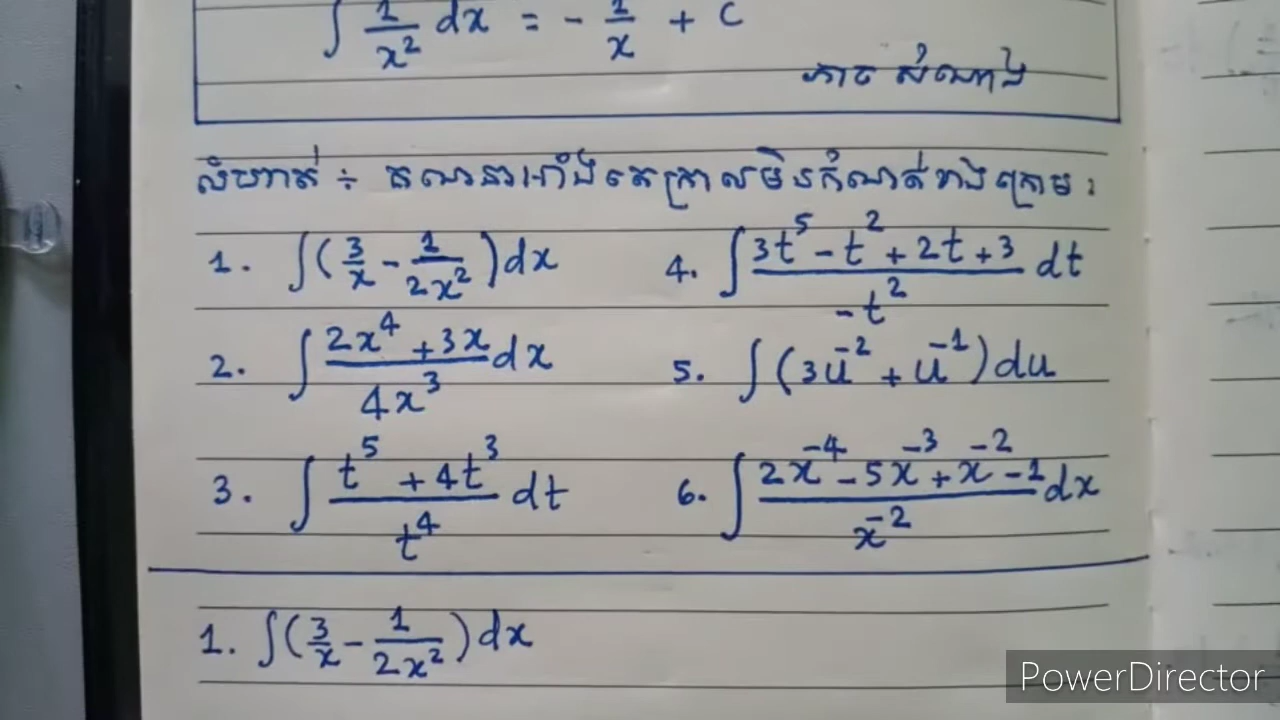 ∫ 1/x² dx = - 1/x + c
ភាច សំណាង
លំហាត់ ÷ គណនាអាំងតេក្រាលមិនកំណត់ខាងក្រោម ៖
1. ∫(3/x - 1/2x²)dx
4. ∫ (3t⁵ - t² + 2t + 3)/(-t²) dt
2. ∫ (2x⁴ + 3x)/(4x³) dx
5. ∫(3u⁻² + u⁻¹)du
3. ∫ (t⁵ + 4t³)/t⁴ dt
6. ∫ (2x⁻⁴ - 5x⁻³ + x⁻² - 1)/x⁻² dx
1. ∫(3/x - 1/2x²)dx
PowerDirector